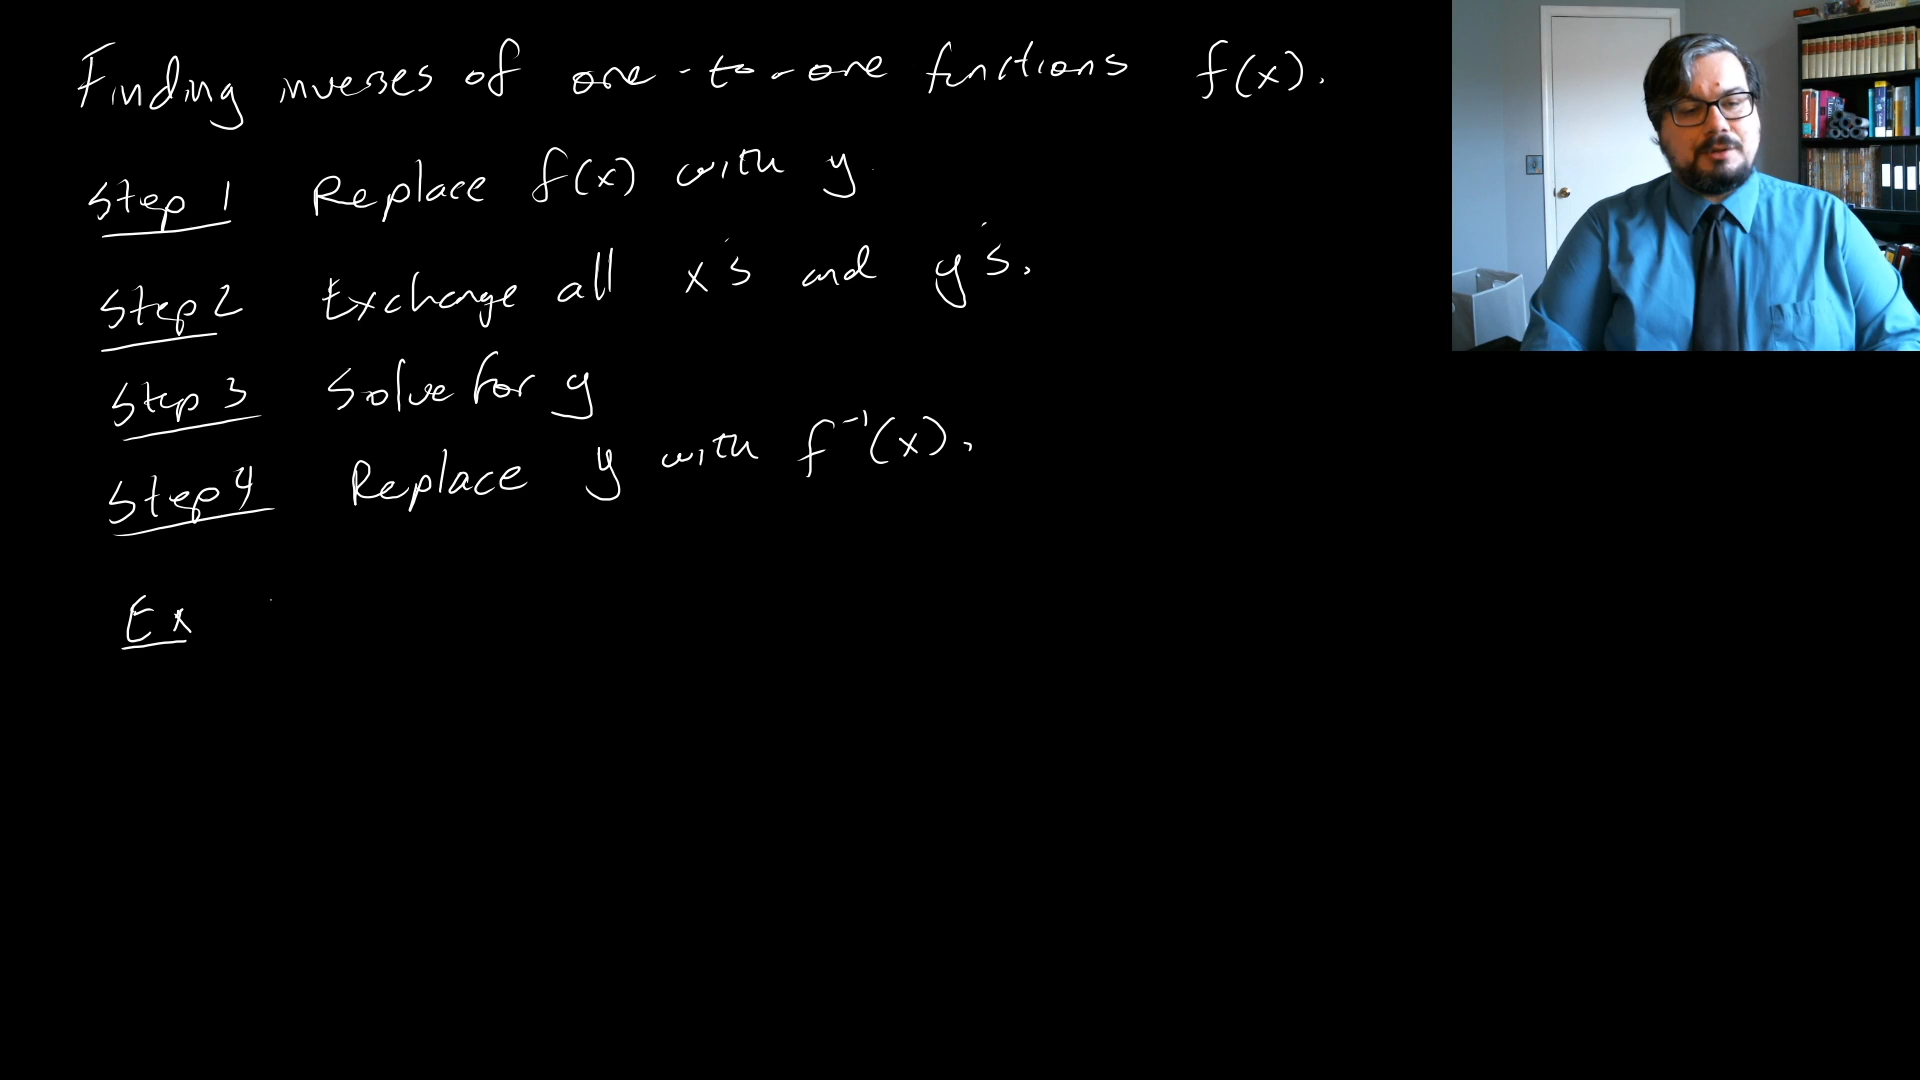 Finding inverses of one-to-one functions f(x).
Step 1 Replace f(x) with y.
Step 2 Exchange all x's and y's.
Step 3 Solve for y
Step 4 Replace y with f⁻¹(x).
Ex